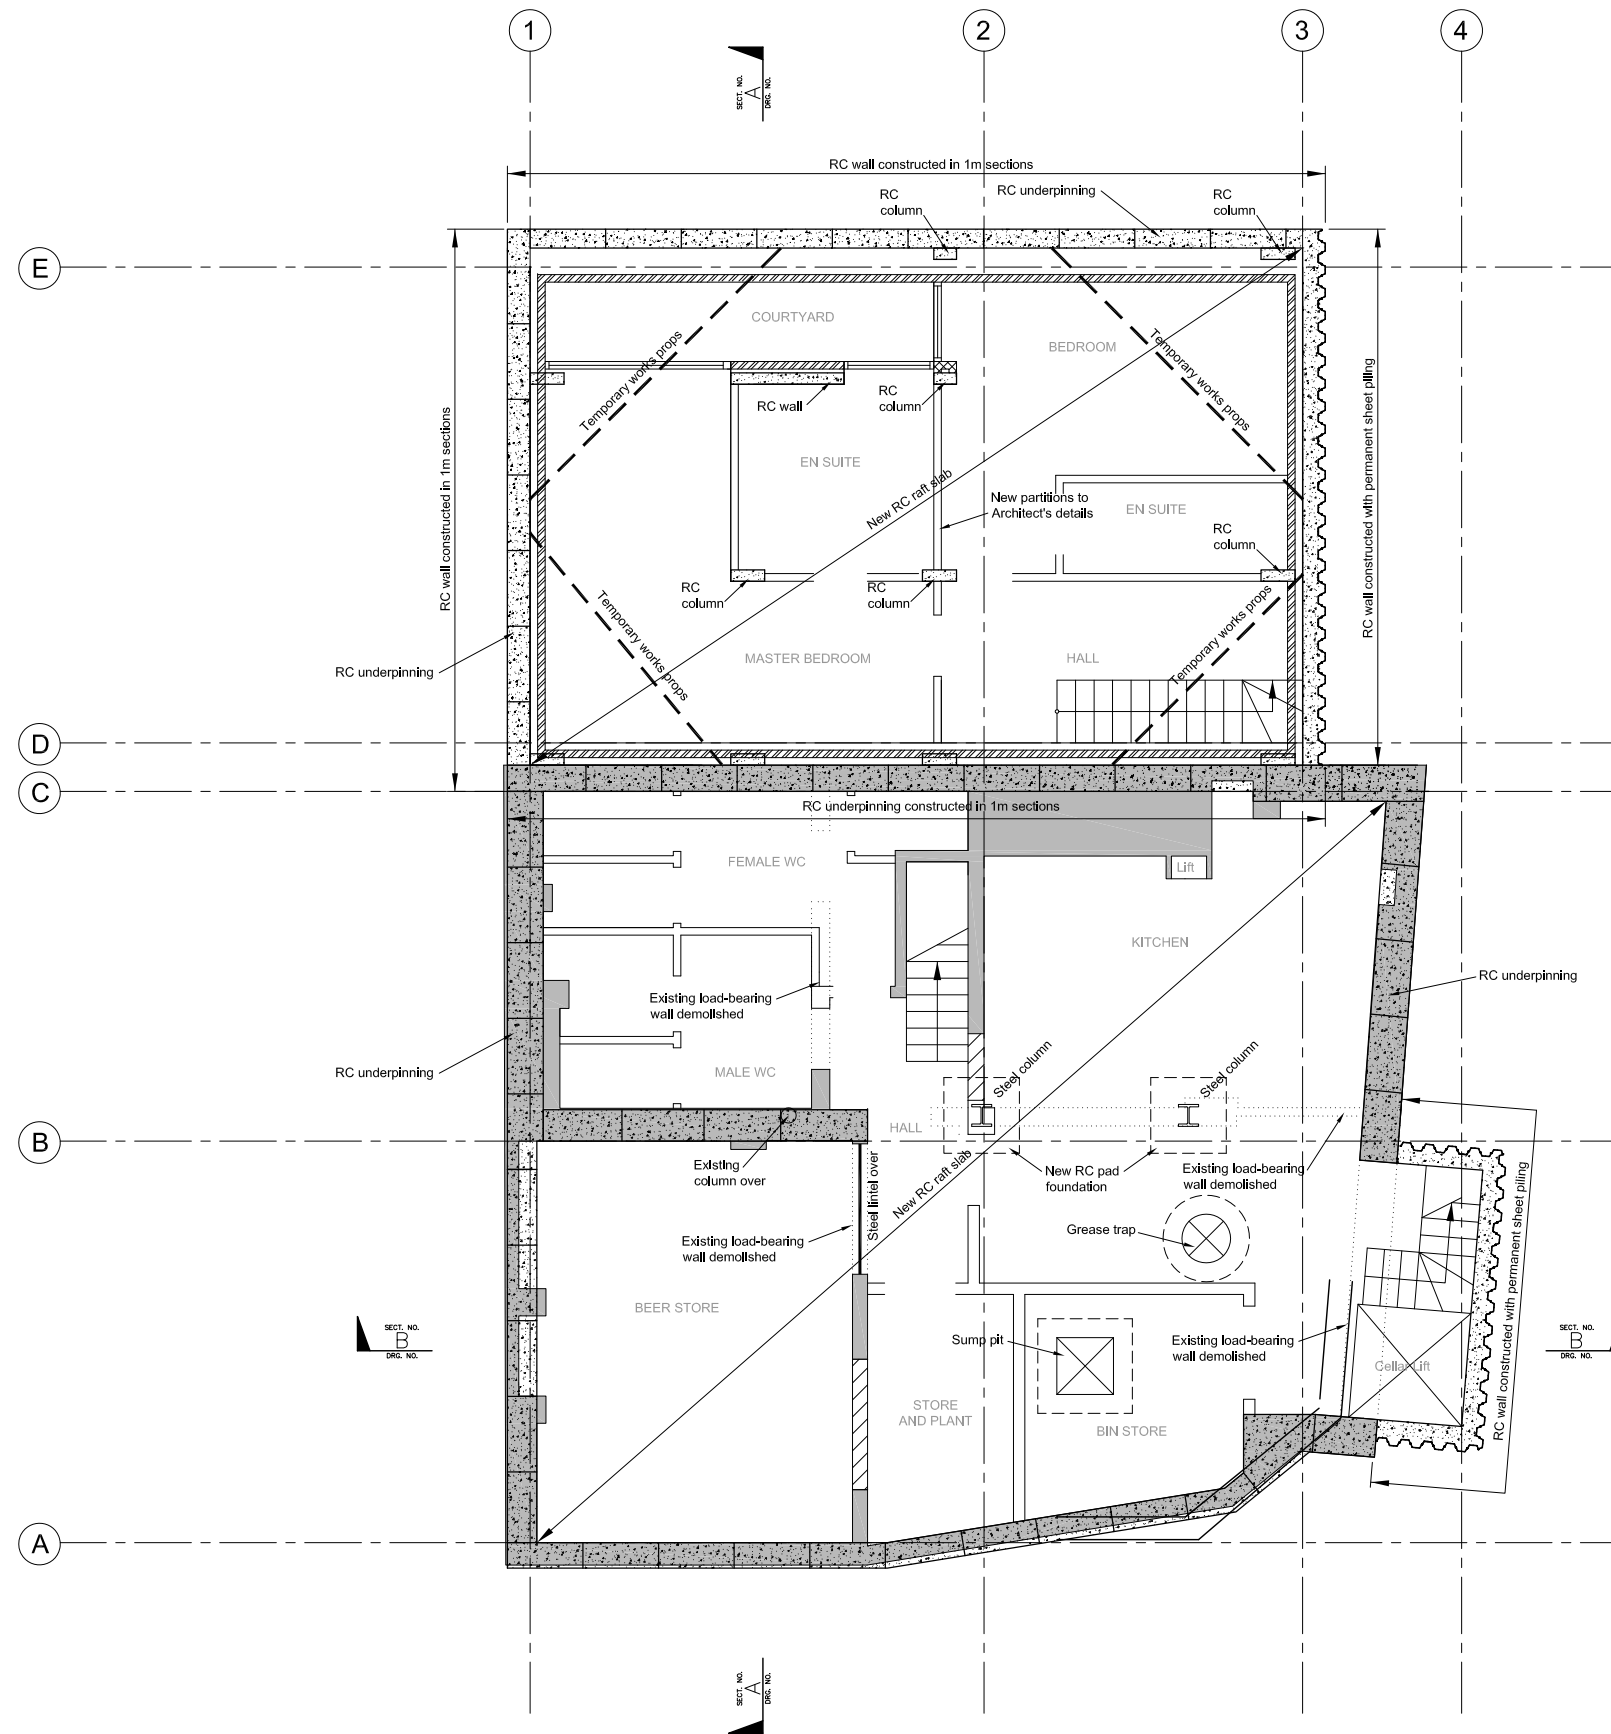 1
2
3
4
SECT. NO.
A
DRG. NO.
RC wall constructed in 1m sections
RC
column
RC underpinning
RC
column
E
COURTYARD
BEDROOM
Temporary works props
Temporary works props
RC wall
RC
column
RC wall constructed in 1m sections
RC wall constructed with permanent sheet piling
EN SUITE
New RC raft slab
New partitions to
Architect's details
EN SUITE
RC
column
RC
column
RC
column
Temporary works props
Temporary works props
MASTER BEDROOM
HALL
RC underpinning
D
C
RC underpinning constructed in 1m sections
FEMALE WC
Lift
KITCHEN
RC underpinning
Existing load-bearing
wall demolished
Steel column
Steel column
RC underpinning
MALE WC
HALL
B
Existing
column over
New RC pad
foundation
Existing load-bearing
wall demolished
Steel lintel over
New RC raft slab
Existing load-bearing
wall demolished
Grease trap
RC wall constructed with permanent sheet piling
BEER STORE
SECT. NO.
B
DRG. NO.
Sump pit
Existing load-bearing
wall demolished
SECT. NO.
B
DRG. NO.
Cellar Lift
STORE
AND PLANT
BIN STORE
A
SECT. NO.
A
DRG. NO.